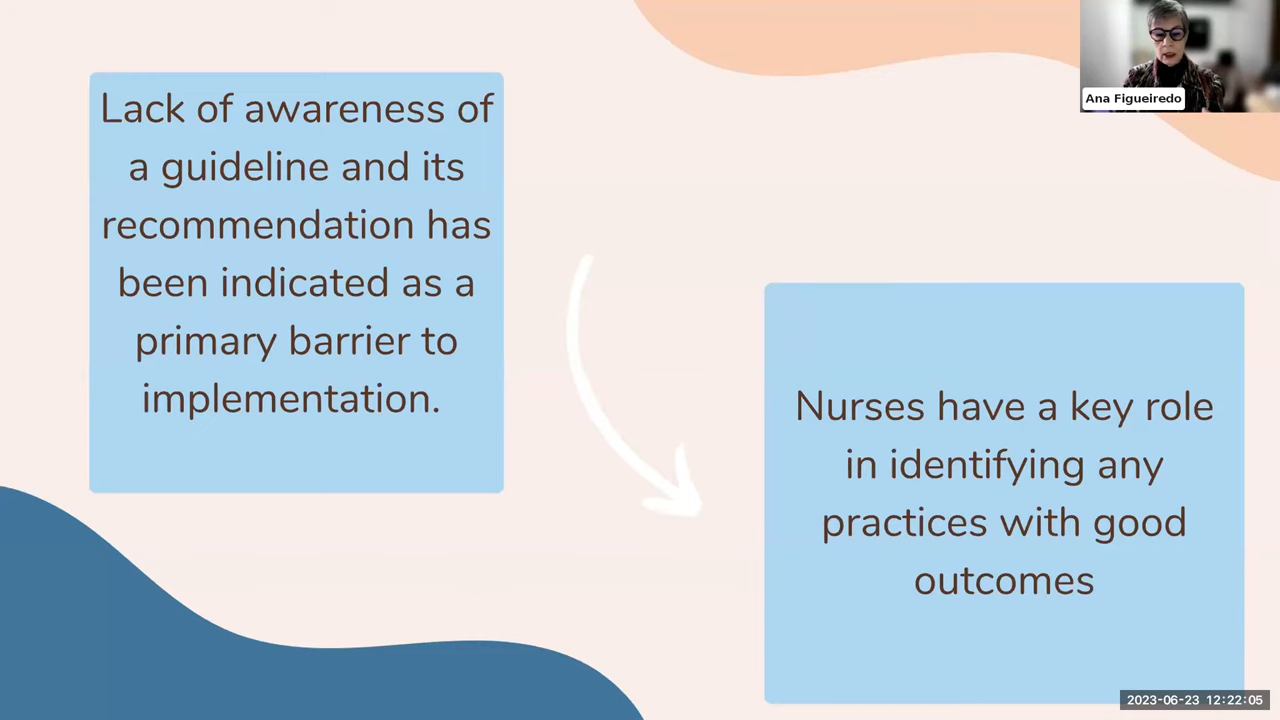 Lack of awareness of
a guideline and its
recommendation has
been indicated as a
primary barrier to
implementation.
Nurses have a key role
in identifying any
practices with good
outcomes
Ana Figueiredo
2023-06-23 12:22:05